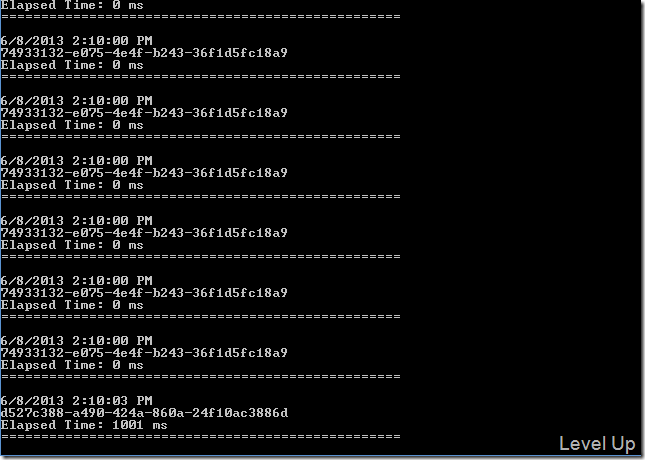 Elapsed Time: 0 ms
==================================================
6/8/2013 2:10:00 PM
74933132-e075-4e4f-b243-36f1d5fc18a9
Elapsed Time: 0 ms
==================================================
6/8/2013 2:10:00 PM
74933132-e075-4e4f-b243-36f1d5fc18a9
Elapsed Time: 0 ms
==================================================
6/8/2013 2:10:00 PM
74933132-e075-4e4f-b243-36f1d5fc18a9
Elapsed Time: 0 ms
==================================================
6/8/2013 2:10:00 PM
74933132-e075-4e4f-b243-36f1d5fc18a9
Elapsed Time: 0 ms
==================================================
6/8/2013 2:10:00 PM
74933132-e075-4e4f-b243-36f1d5fc18a9
Elapsed Time: 0 ms
==================================================
6/8/2013 2:10:00 PM
74933132-e075-4e4f-b243-36f1d5fc18a9
Elapsed Time: 0 ms
==================================================
6/8/2013 2:10:03 PM
d527c388-a490-424a-860a-24f10ac3886d
Elapsed Time: 1001 ms
==================================================
Level Up